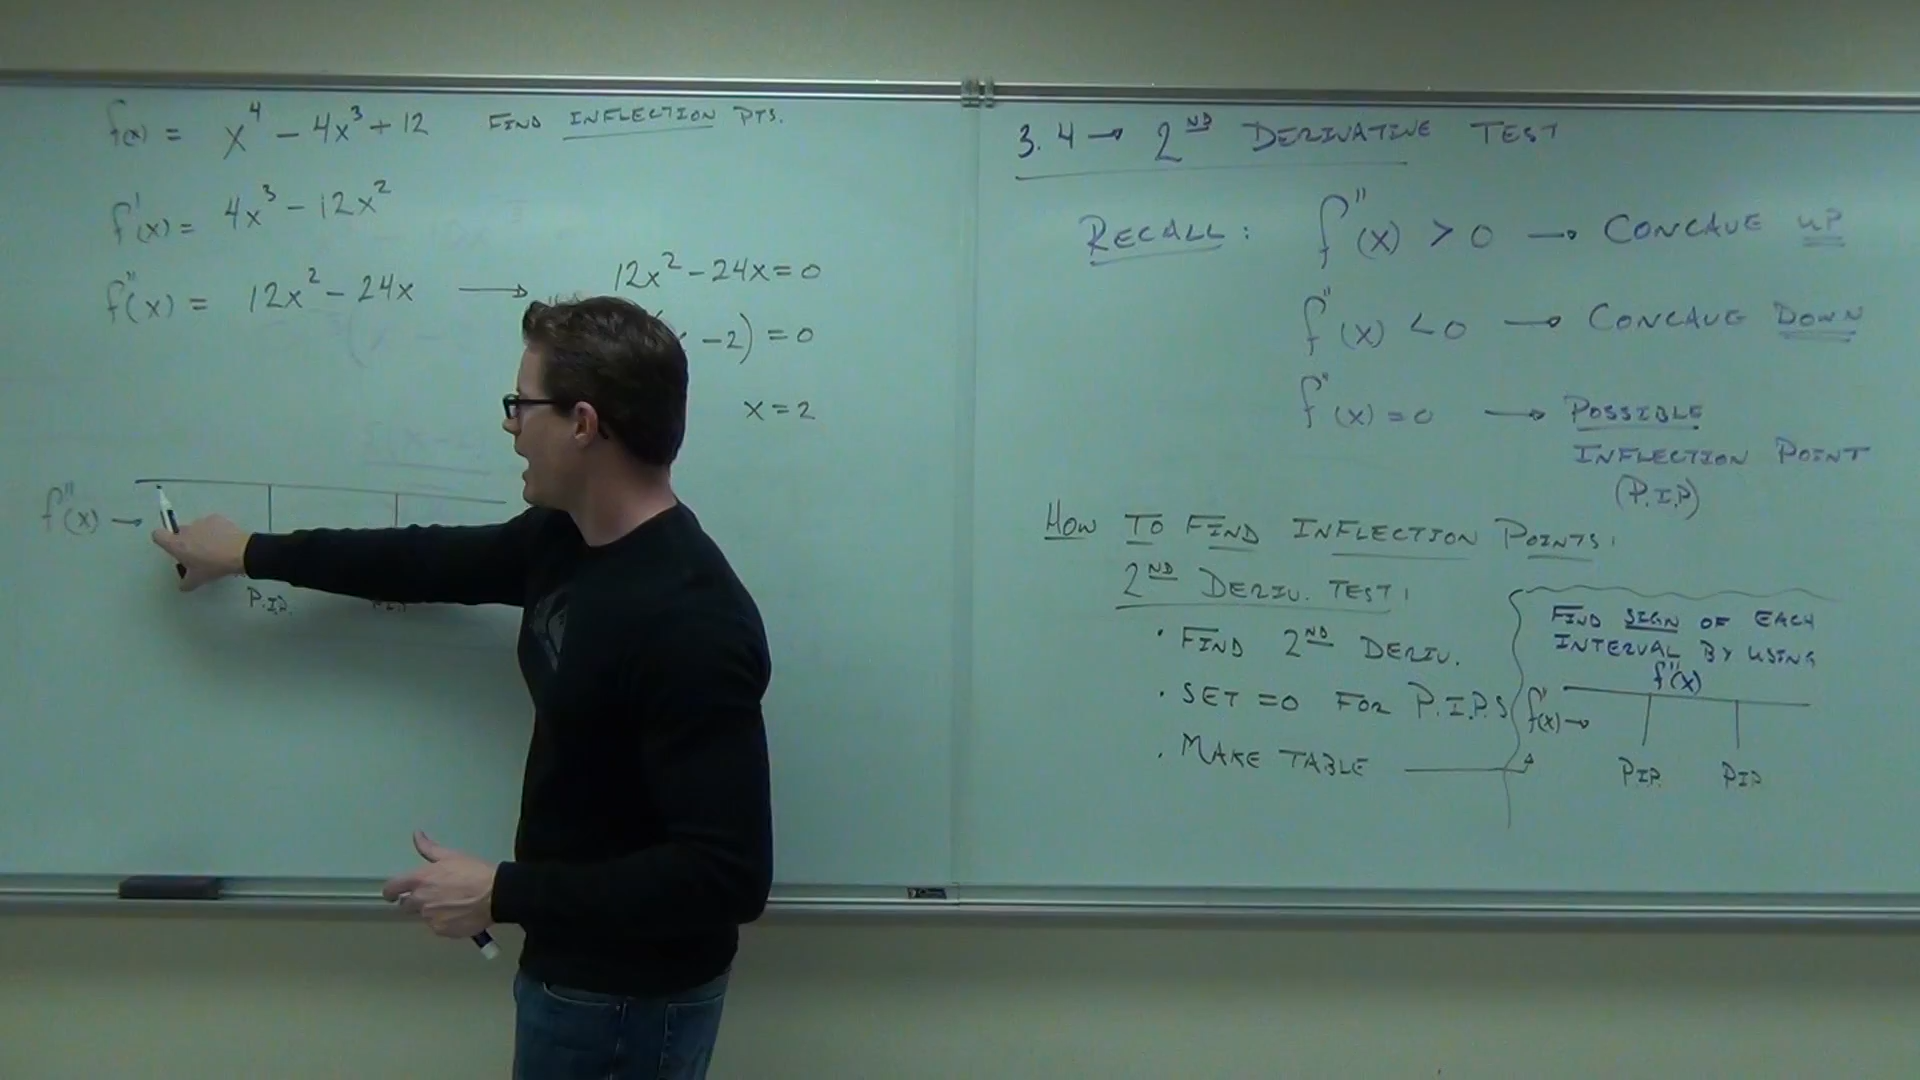 f(x) = x⁴ - 4x³ + 12 FIND INFLECTION PTS.
f'(x) = 4x³ - 12x²
f''(x) = 12x² - 24x → 12x² - 24x = 0
- 2) = 0
x = 2
f''(x) →
P.I.P.
3.4 → 2ND DERIVATIVE TEST
RECALL: f''(x) > 0 → CONCAVE UP
f''(x) < 0 → CONCAVE DOWN
f''(x) = 0 → POSSIBLE
INFLECTION POINT
(P.I.P)
HOW TO FIND INFLECTION POINTS:
2ND DERIV. TEST:
· FIND 2ND DERIV.
· SET = 0 FOR P.I.P.S
· MAKE TABLE
FIND SIGN OF EACH
INTERVAL BY USING
f''(x)
f''(x) →
P.I.P. P.I.P